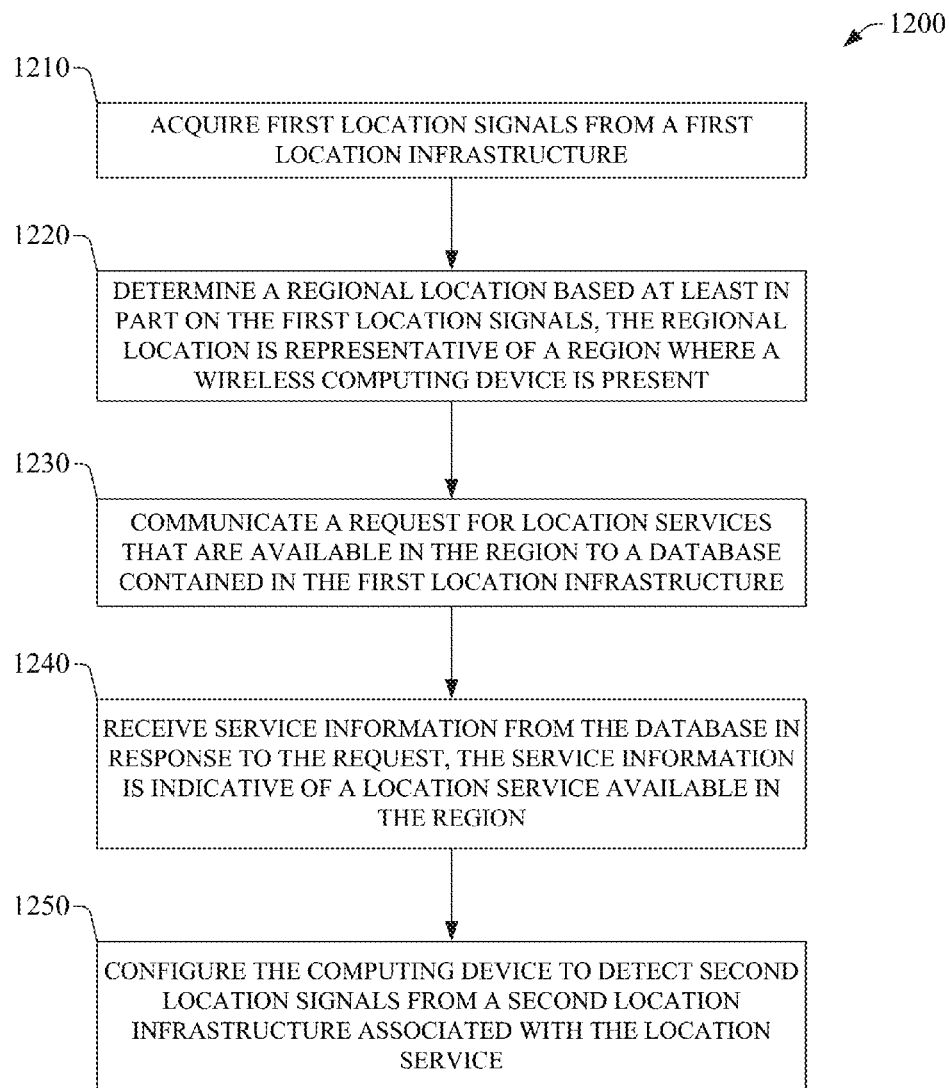 1200
1210
ACQUIRE FIRST LOCATION SIGNALS FROM A FIRST
LOCATION INFRASTRUCTURE
1220
DETERMINE A REGIONAL LOCATION BASED AT LEAST IN
PART ON THE FIRST LOCATION SIGNALS, THE REGIONAL
LOCATION IS REPRESENTATIVE OF A REGION WHERE A
WIRELESS COMPUTING DEVICE IS PRESENT
1230
COMMUNICATE A REQUEST FOR LOCATION SERVICES
THAT ARE AVAILABLE IN THE REGION TO A DATABASE
CONTAINED IN THE FIRST LOCATION INFRASTRUCTURE
1240
RECEIVE SERVICE INFORMATION FROM THE DATABASE IN
RESPONSE TO THE REQUEST, THE SERVICE INFORMATION
IS INDICATIVE OF A LOCATION SERVICE AVAILABLE IN
THE REGION
1250
CONFIGURE THE COMPUTING DEVICE TO DETECT SECOND
LOCATION SIGNALS FROM A SECOND LOCATION
INFRASTRUCTURE ASSOCIATED WITH THE LOCATION
SERVICE